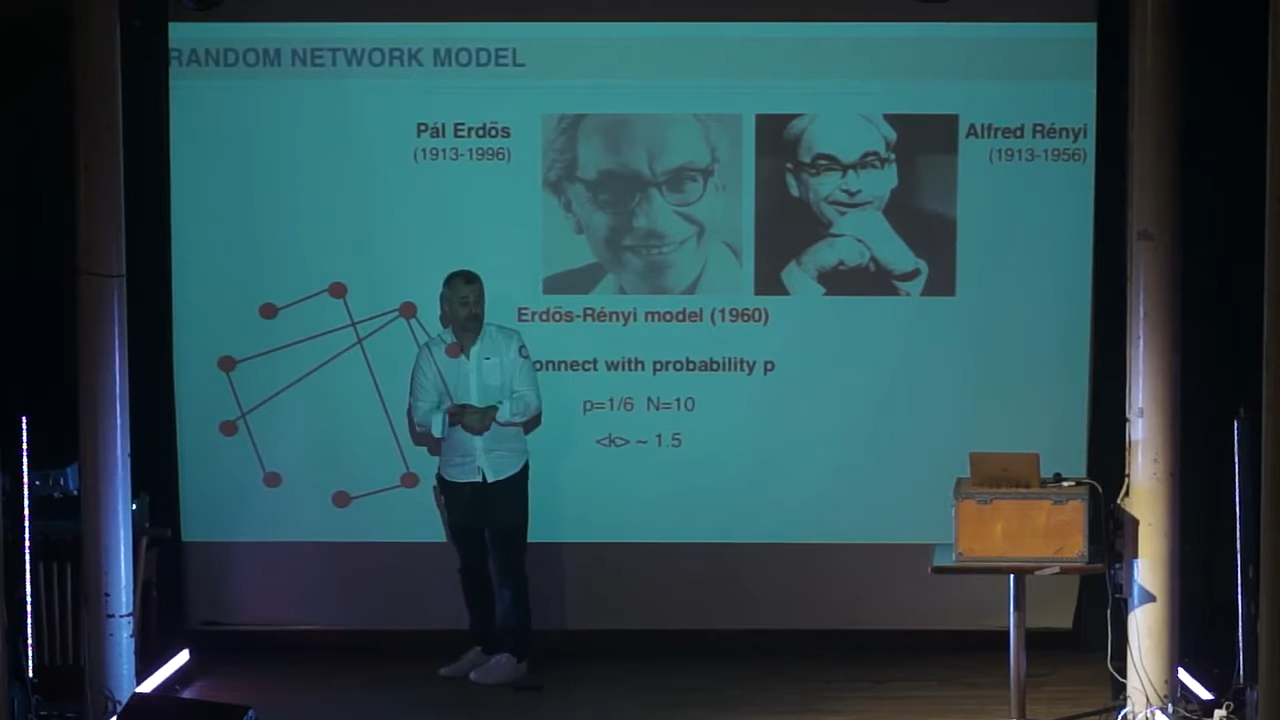 RANDOM NETWORK MODEL
Pál Erdős
(1913-1996)
Alfred Rényi
(1913-1956)
Erdős-Rényi model (1960)
onnect with probability p
p=1/6 N=10
<k> ~ 1.5